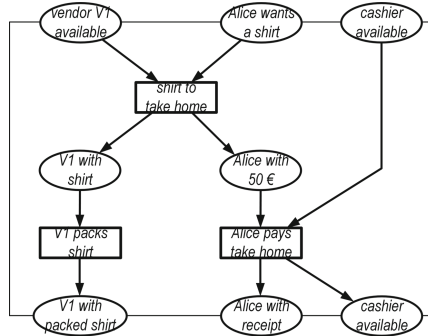 vendor V1
available
Alice wants
a shirt
cashier
available
shirt to
take home
V1 with
shirt
Alice with
50 €
V1 packs
shirt
Alice pays
take home
V1 with
packed shirt
Alice with
receipt
cashier
available